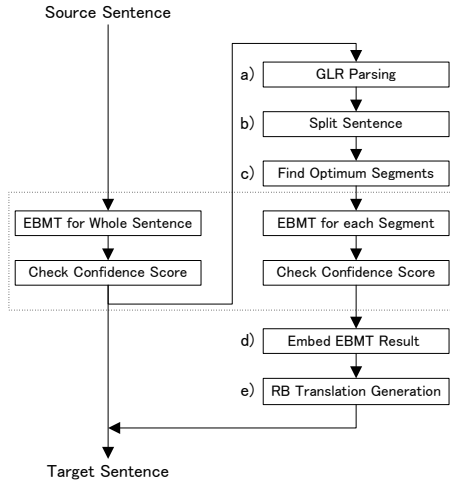 Source Sentence
a) GLR Parsing
b) Split Sentence
c) Find Optimum Segments
EBMT for Whole Sentence
EBMT for each Segment
Check Confidence Score
Check Confidence Score
d) Embed EBMT Result
e) RB Translation Generation
Target Sentence